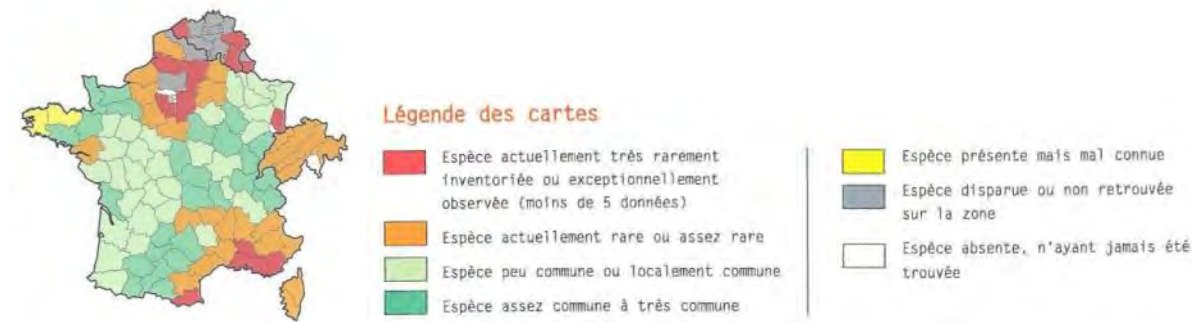 Légende des cartes
Espèce actuellement très rarement
inventoriée ou exceptionnellement
observée (moins de 5 données)
Espèce actuellement rare ou assez rare
Espèce peu commune ou localement commune
Espèce assez commune à très commune
Espèce présente mais mal connue
Espèce disparue ou non retrouvée
sur la zone
Espèce absente, n'ayant jamais été
trouvée